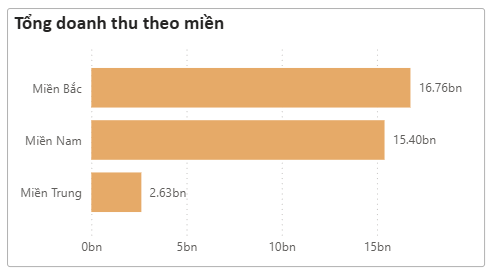 Tổng doanh thu theo miền
Miền Bắc 16.76bn
Miền Nam 15.40bn
Miền Trung 2.63bn
0bn 5bn 10bn 15bn